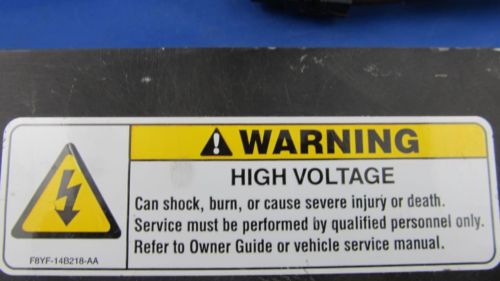 WARNING
HIGH VOLTAGE
Can shock, burn, or cause severe injury or death.
Service must be performed by qualified personnel only.
Refer to Owner Guide or vehicle service manual.
F8YF-14B218-AA